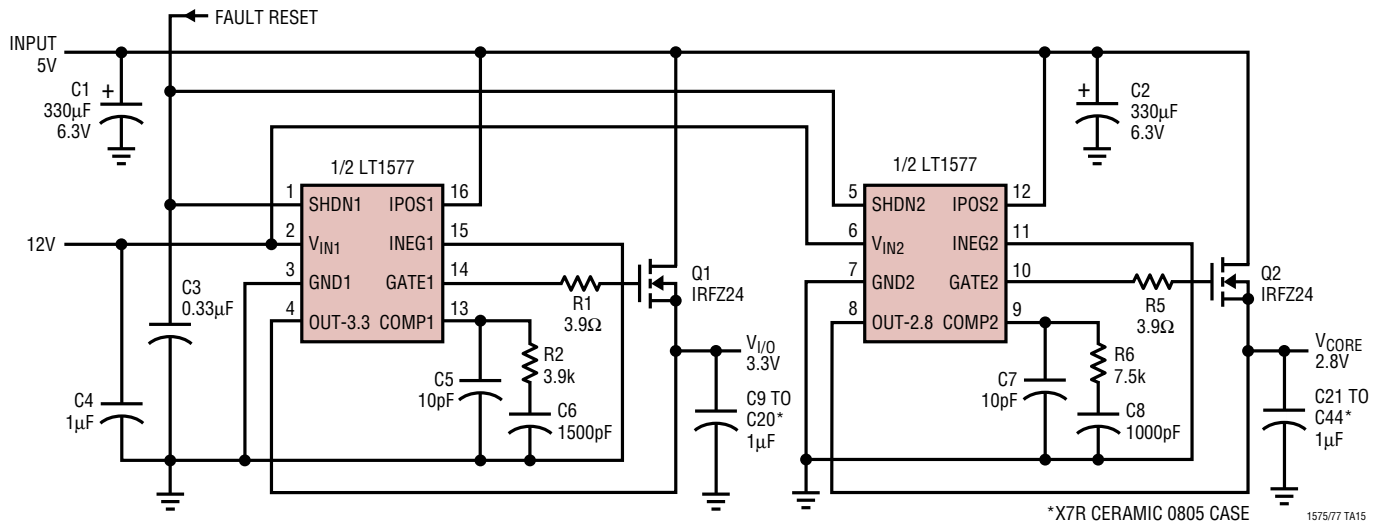 FAULT RESET
INPUT
5V
C1
330µF
6.3V
+
C2
330µF
6.3V
+
1/2 LT1577
1
SHDN1
IPOS1
16
2
VIN1
INEG1
15
3
GND1
GATE1
14
4
OUT-3.3
COMP1
13
12V
C3
0.33µF
C4
1µF
R1
3.9Ω
Q1
IRFZ24
R2
3.9k
C5
10pF
C6
1500pF
VI/O
3.3V
C9 TO
C20*
1µF
1/2 LT1577
5
SHDN2
IPOS2
12
6
VIN2
INEG2
11
7
GND2
GATE2
10
8
OUT-2.8
COMP2
9
R5
3.9Ω
Q2
IRFZ24
R6
7.5k
C7
10pF
C8
1000pF
VCORE
2.8V
C21 TO
C44*
1µF
*X7R CERAMIC 0805 CASE
1575/77 TA15